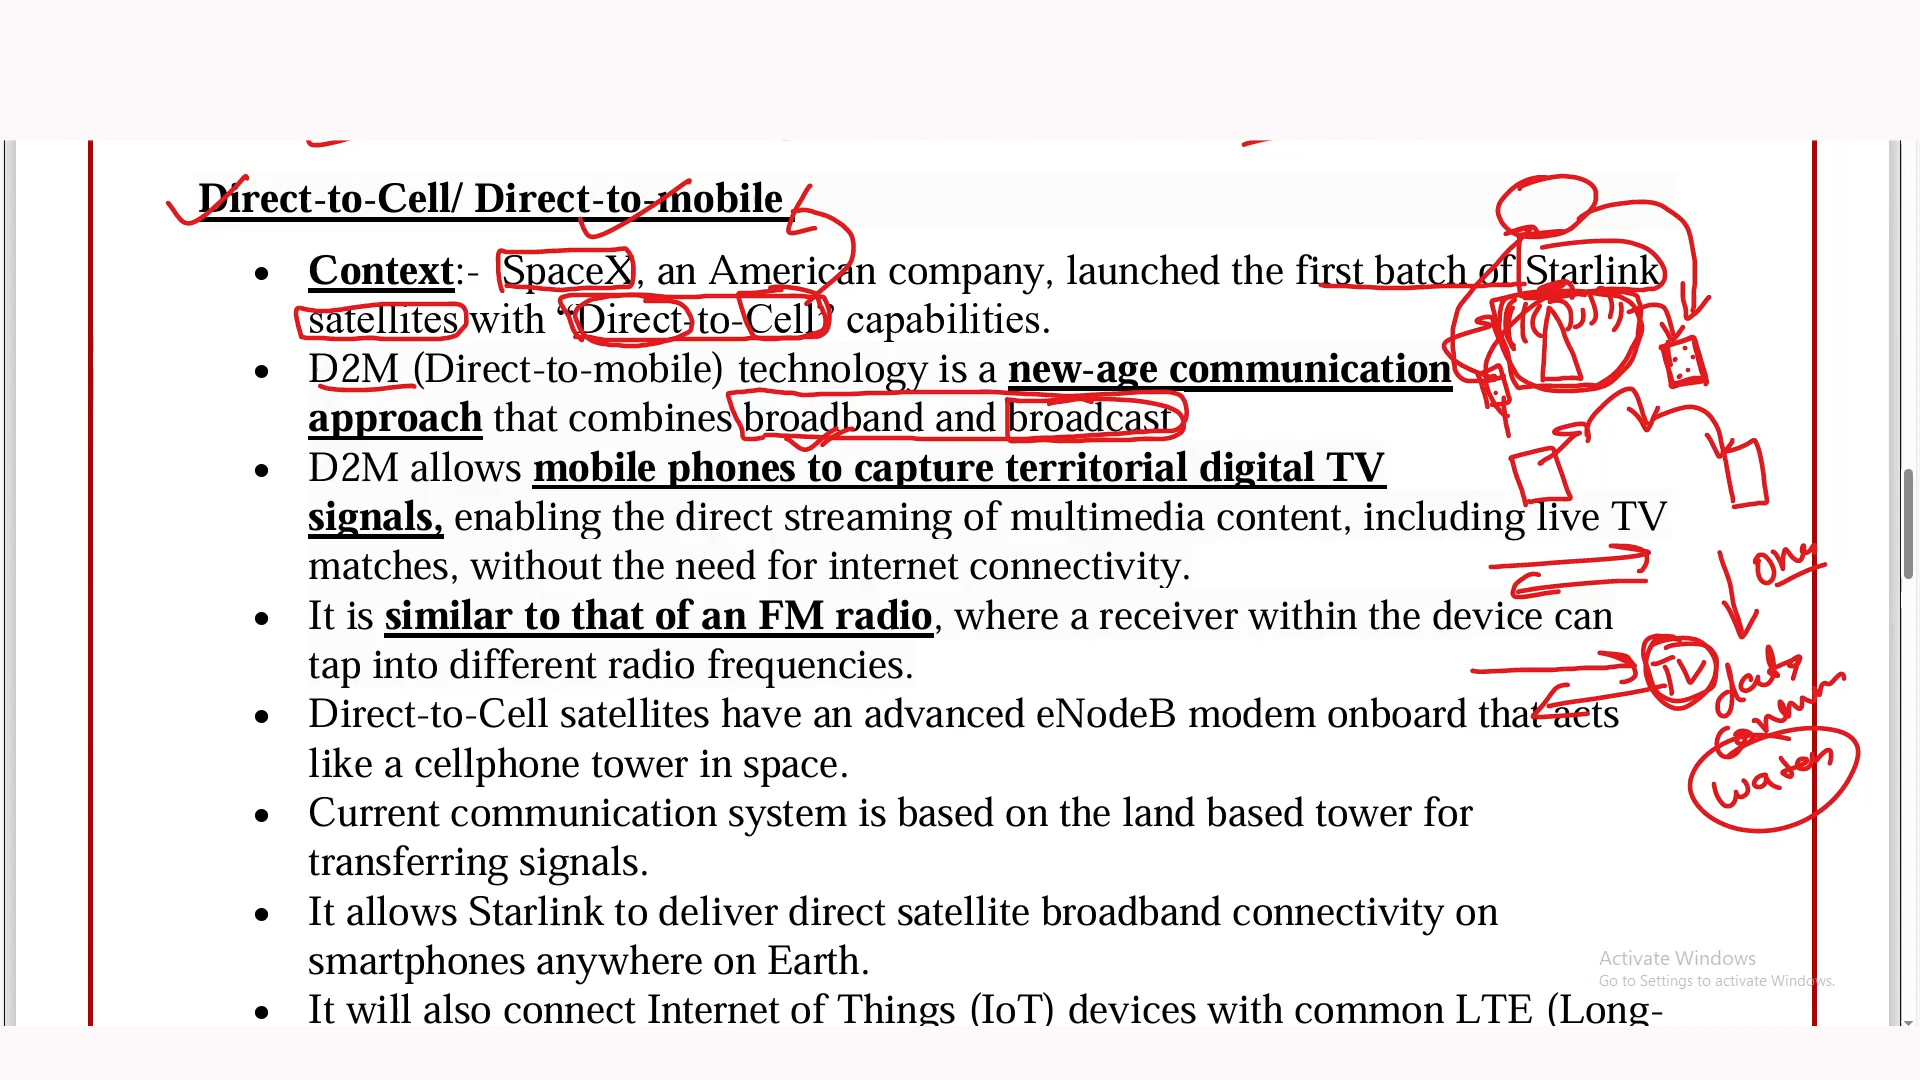 Direct-to-Cell/ Direct-to-mobile
• Context:- SpaceX, an American company, launched the first batch of Starlink
satellites with “Direct-to-Cell” capabilities.
• D2M (Direct-to-mobile) technology is a new-age communication
approach that combines broadband and broadcast
• D2M allows mobile phones to capture territorial digital TV
signals, enabling the direct streaming of multimedia content, including live TV
matches, without the need for internet connectivity.
one
• It is similar to that of an FM radio, where a receiver within the device can
tap into different radio frequencies.
TV
data
comm
• Direct-to-Cell satellites have an advanced eNodeB modem onboard that acts
like a cellphone tower in space.
water
• Current communication system is based on the land based tower for
transferring signals.
• It allows Starlink to deliver direct satellite broadband connectivity on
smartphones anywhere on Earth.
Activate Windows
Go to Settings to activate Windows.
• It will also connect Internet of Things (IoT) devices with common LTE (Long-